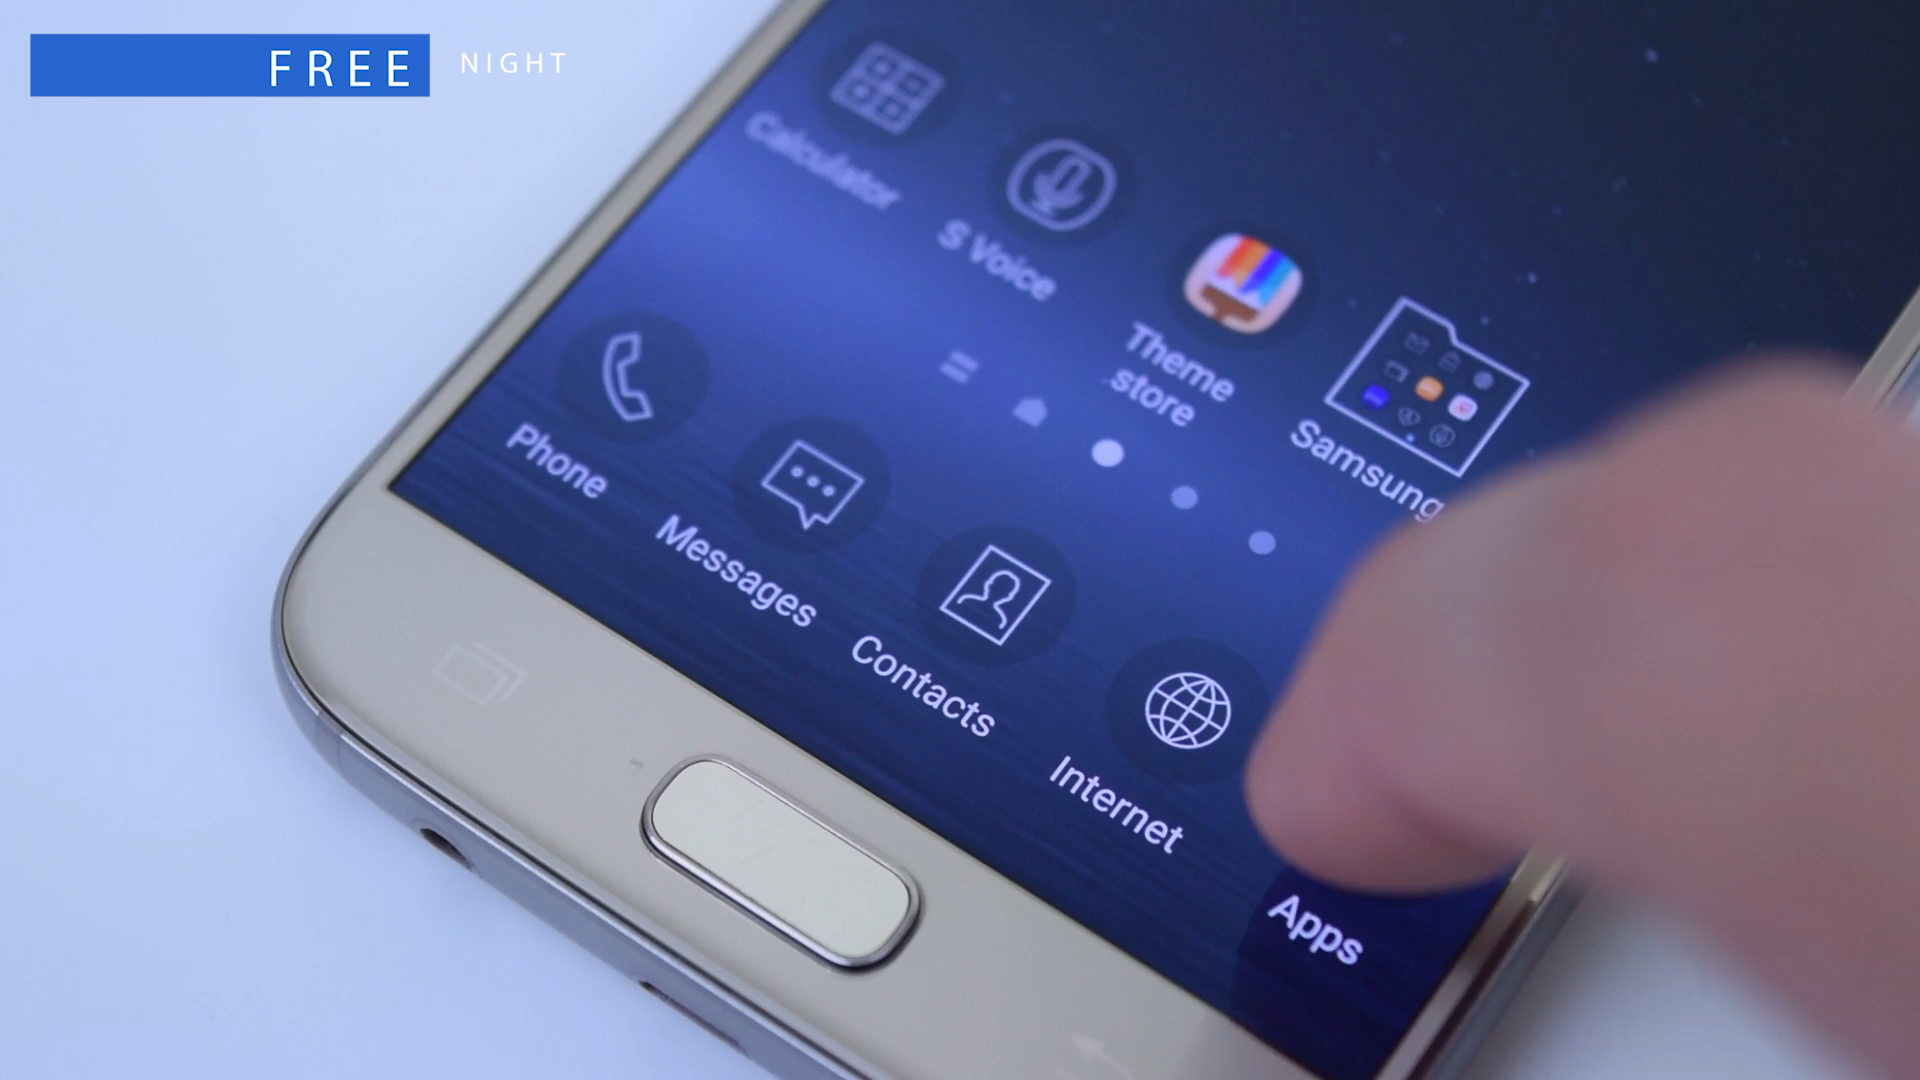 FREE NIGHT
Calculator
S Voice
Theme
store
Samsung
Phone
Messages
Contacts
Internet
Apps